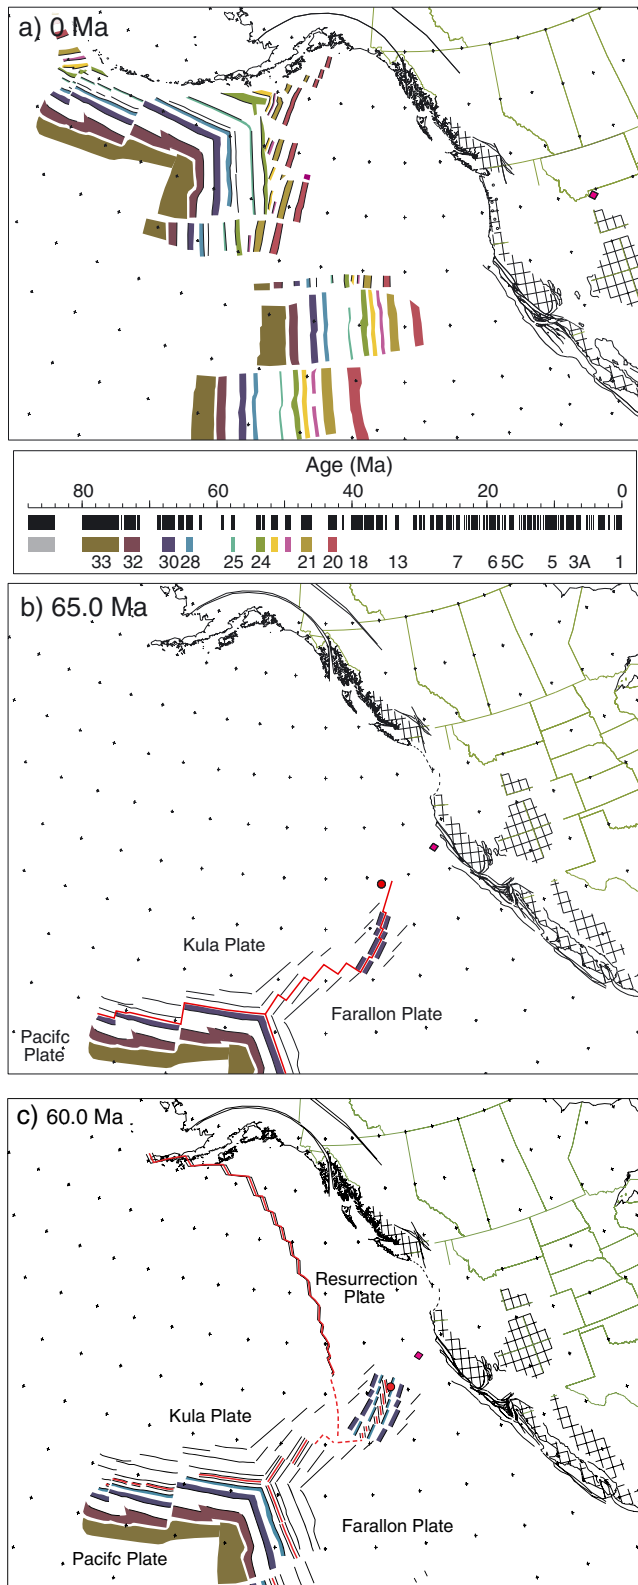 a) 0 Ma
Age (Ma)
80 60 40 20 0
33 32 30 28 25 24 21 20 18 13 7 6 5C 5 3A 1
b) 65.0 Ma
Kula Plate
Farallon Plate
Pacifc
Plate
c) 60.0 Ma
Resurrection
Plate
Kula Plate
Farallon Plate
Pacifc Plate